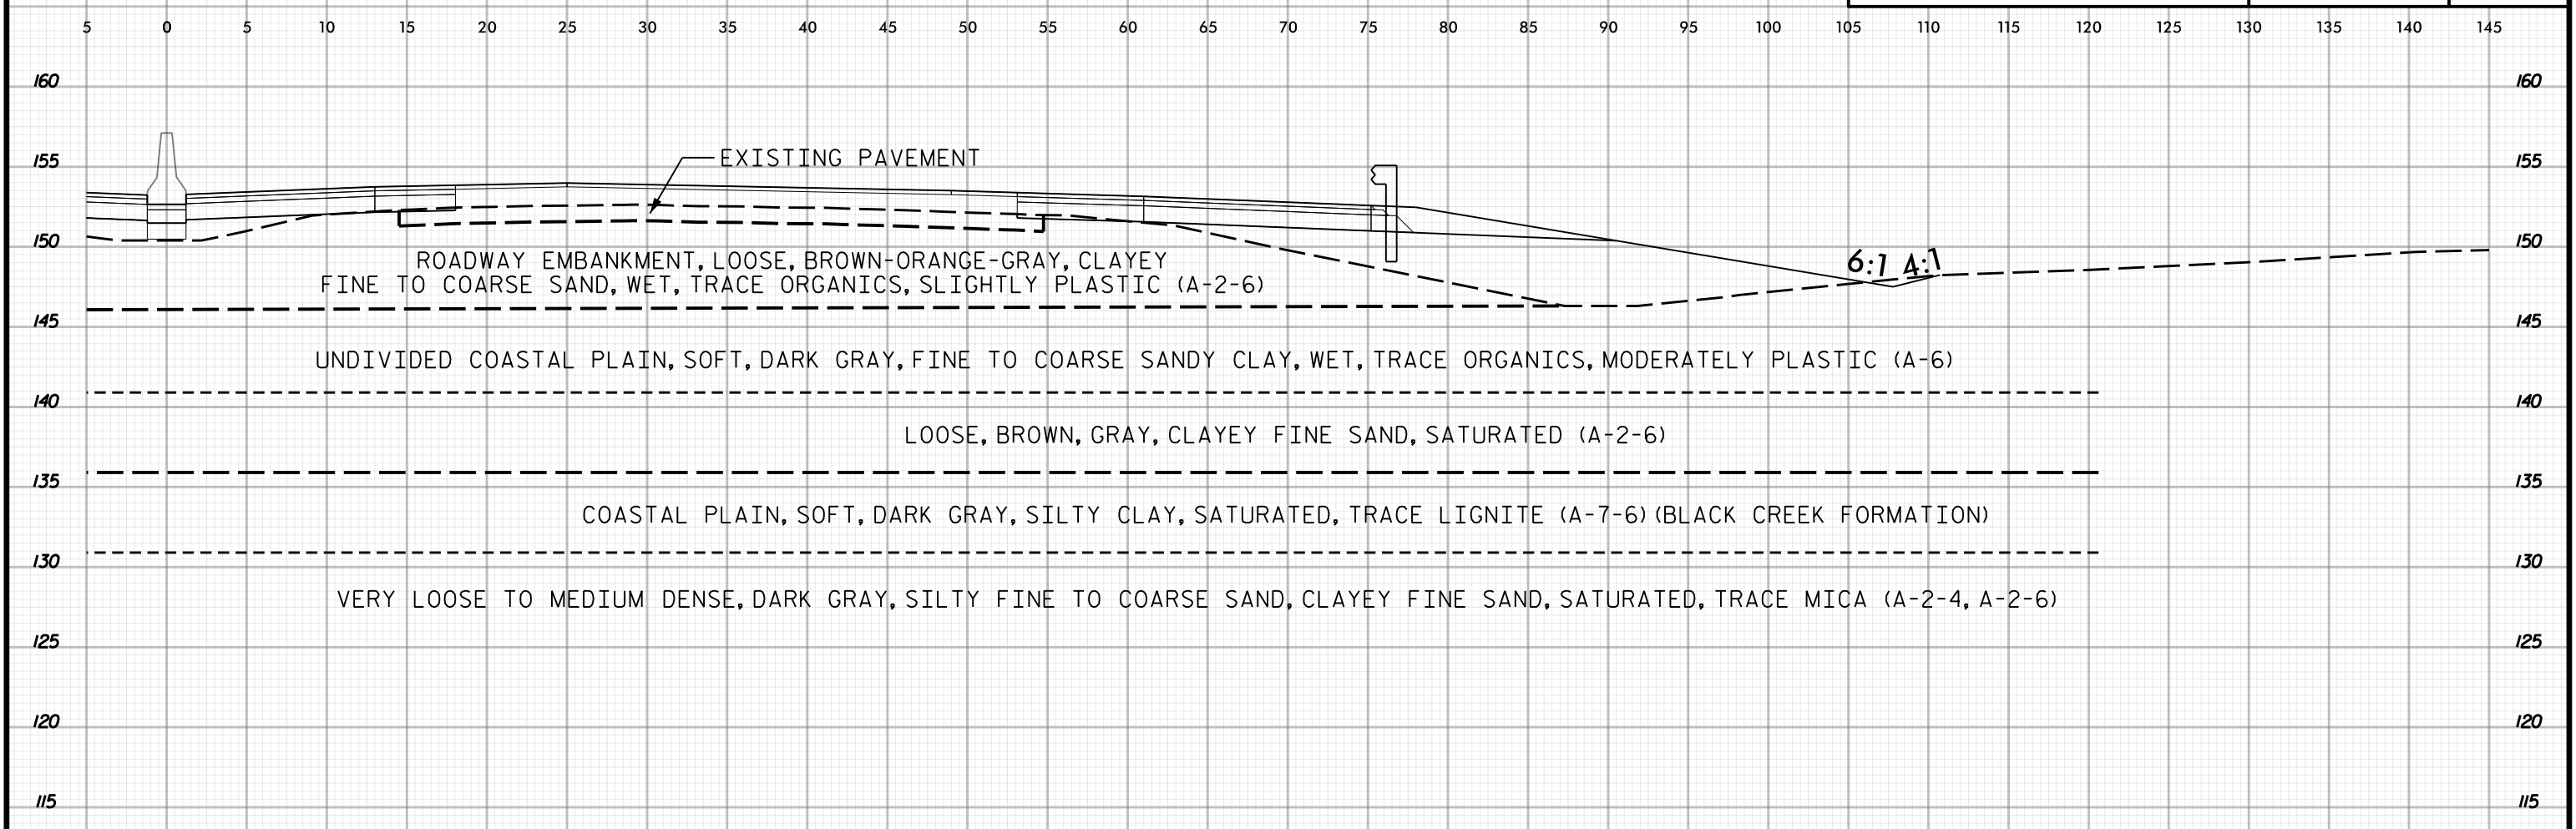 5 0 5 10 15 20 25 30 35 40 45 50 55 60 65 70 75 80 85 90 95 100 105 110 115 120 125 130 135 140 145
160 160
155 EXISTING PAVEMENT 155
150 150
ROADWAY EMBANKMENT, LOOSE, BROWN-ORANGE-GRAY, CLAYEY
6:1 4:1
FINE TO COARSE SAND, WET, TRACE ORGANICS, SLIGHTLY PLASTIC (A-2-6)
145 145
UNDIVIDED COASTAL PLAIN, SOFT, DARK GRAY, FINE TO COARSE SANDY CLAY, WET, TRACE ORGANICS, MODERATELY PLASTIC (A-6)
140 140
LOOSE, BROWN, GRAY, CLAYEY FINE SAND, SATURATED (A-2-6)
135 135
COASTAL PLAIN, SOFT, DARK GRAY, SILTY CLAY, SATURATED, TRACE LIGNITE (A-7-6) (BLACK CREEK FORMATION)
130 130
VERY LOOSE TO MEDIUM DENSE, DARK GRAY, SILTY FINE TO COARSE SAND, CLAYEY FINE SAND, SATURATED, TRACE MICA (A-2-4, A-2-6)
125 125
120 120
115 115